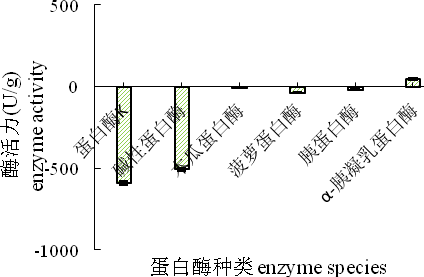 500
0
-500
-1000
酶活力(U/g)
enzyme activity
蛋白酶K
碱性蛋白酶
瓜蛋白酶
菠萝蛋白酶
胰蛋白酶
α-胰凝乳蛋白酶
蛋白酶种类 enzyme species